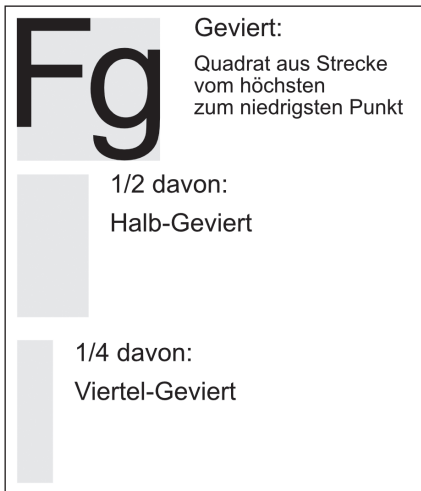 Fg
Geviert:
Quadrat aus Strecke
vom höchsten
zum niedrigsten Punkt
1/2 davon:
Halb-Geviert
1/4 davon:
Viertel-Geviert